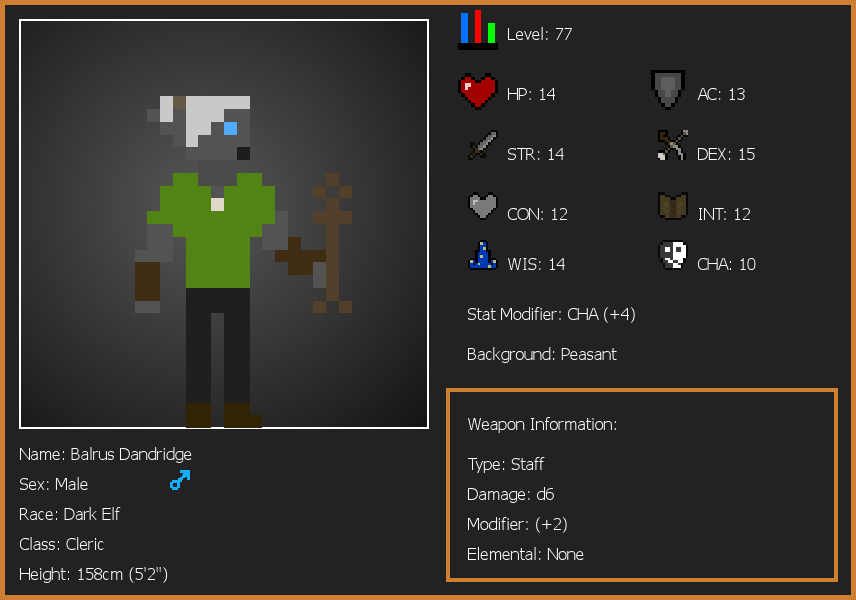 Level: 77
HP: 14
AC: 13
STR: 14
DEX: 15
CON: 12
INT: 12
WIS: 14
CHA: 10
Stat Modifier: CHA (+4)
Background: Peasant
Weapon Information:
Type: Staff
Damage: d6
Modifier: (+2)
Elemental: None
Name: Balrus Dandridge
Sex: Male
Race: Dark Elf
Class: Cleric
Height: 158cm (5'2")